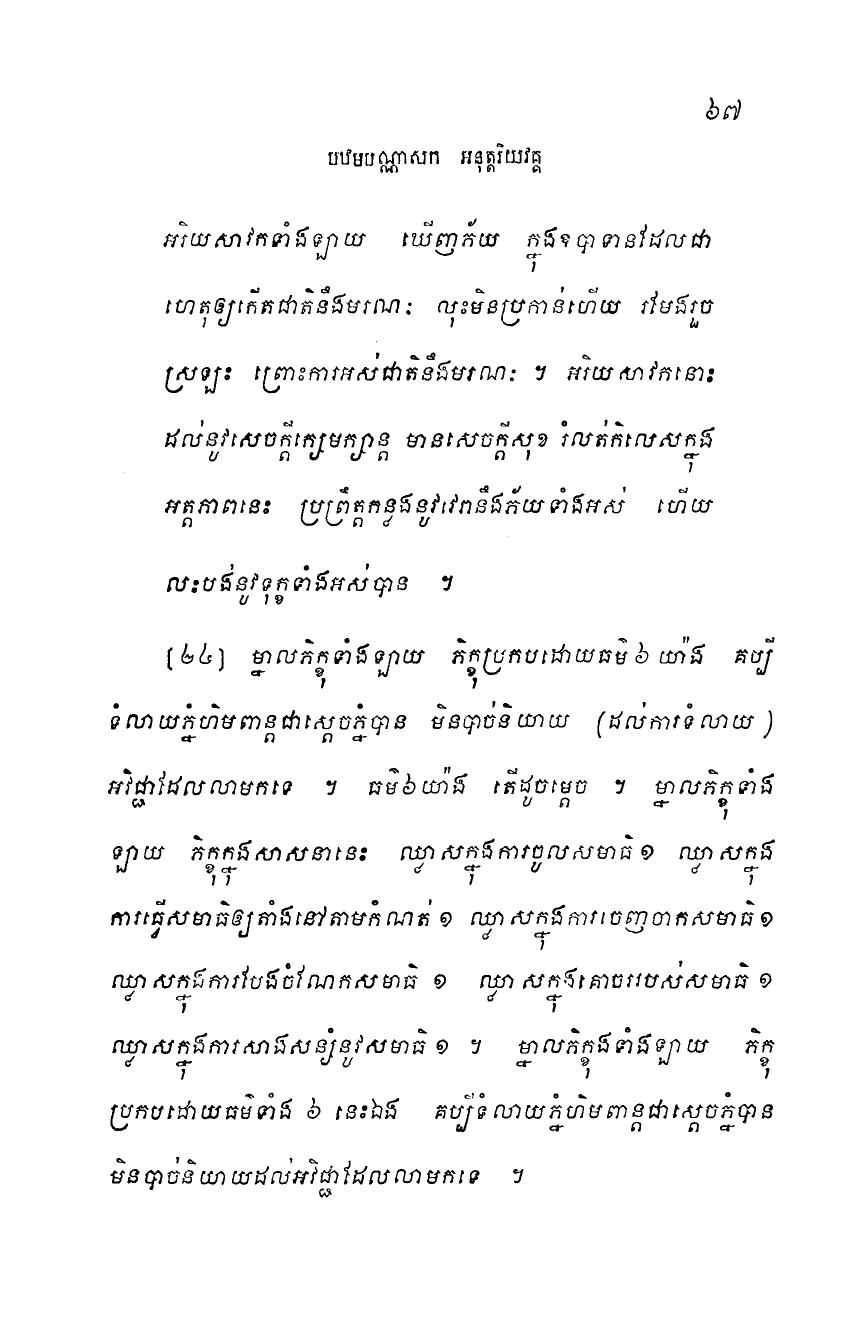 ៦៧
បឋមបណ្ណាសក អនុត្តរិយវគ្គ
អរិយសាវកទាំងឡាយ ឃើញភ័យ ក្នុងឧបាទានដែលជា
ហេតុឲ្យកើតជាតិនឹងមរណៈ លុះមិនប្រកាន់ហើយ រមែងរួច
ស្រឡះ ព្រោះការអស់ជាតិនឹងមរណៈ ។ អរិយសាវកនោះ
ដល់នូវសេចក្តីក្សេមក្សាន្ត មានសេចក្តីសុខ រំលត់កិលេសក្នុង
អត្តភាពនេះ ប្រព្រឹត្តកន្លងនូវវេរានឹងភ័យទាំងអស់ ហើយ
លះបង់នូវទុក្ខទាំងអស់បាន ។
[២៤] ម្នាលភិក្ខុទាំងឡាយ ភិក្ខុប្រកបដោយធម៌ ៦ យ៉ាង គប្បី
ទំលាយភ្នំហិមពាន្តជាស្តេចភ្នំបាន មិនបាច់និយាយ (ដល់ការទំលាយ)
អវិជ្ជាដែលលាមកទេ ។ ធម៌៦យ៉ាង តើដូចម្តេច ។ ម្នាលភិក្ខុទាំង
ឡាយ ភិក្ខុក្នុងសាសនានេះ ឈ្លាសក្នុងការចូលសមាធិ១ ឈ្លាសក្នុង
ការធ្វើសមាធិឲ្យតាំងនៅតាមកំណត់ ១ ឈ្លាសក្នុងការចេញចាកសមាធិ១
ឈ្លាសក្នុងការបែងចំណែកសមាធិ ១ ឈ្លាសក្នុងគោចររបស់សមាធិ ១
ឈ្លាសក្នុងការសាងសន្សំនូវសមាធិ ១ ។ ម្នាលភិក្ខុងទាំងឡាយ ភិក្ខុ
ប្រកបដោយធម៌ទាំង ៦ នេះឯង គប្បីទំលាយភ្នំហិមពាន្តជាស្តេចភ្នំបាន
មិនបាច់និយាយដល់អវិជ្ជាដែលលាមកទេ ។